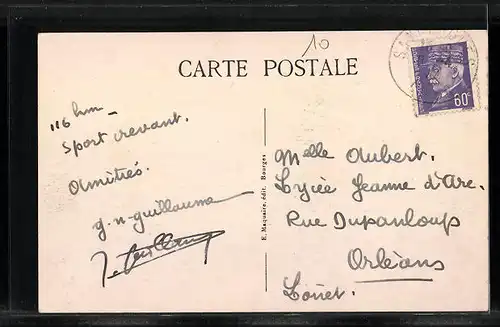 10
CARTE POSTALE
60c
116 km _
Sport crevant.
Amitiés.
g-n-guillaume
E. Maquaire, édit. Bourges
Melle Aubert.
Lycée Jeanne d'Arc.
Rue Dupanloup
Orléans
Loiret.